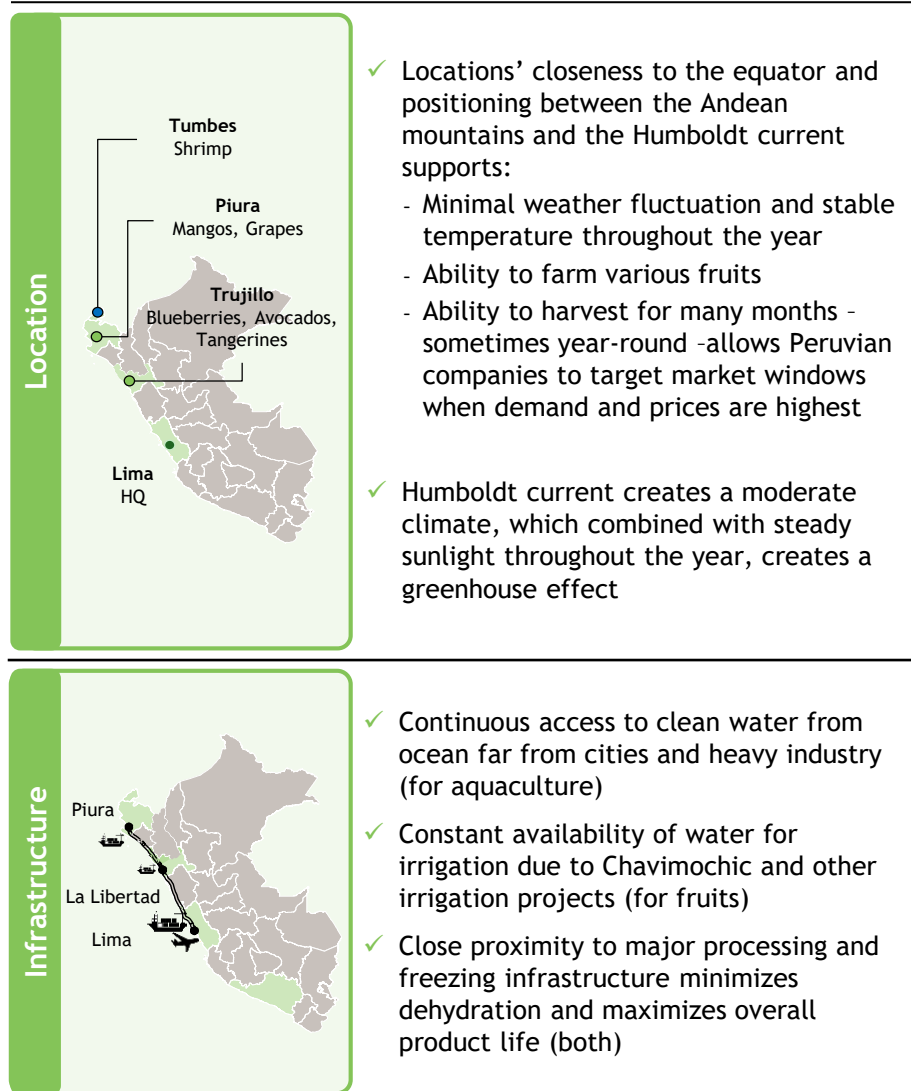 Location
Tumbes
Shrimp
Piura
Mangos, Grapes
Trujillo
Blueberries, Avocados,
Tangerines
Lima
HQ
✓ Locations’ closeness to the equator and
positioning between the Andean
mountains and the Humboldt current
supports:
- Minimal weather fluctuation and stable
temperature throughout the year
- Ability to farm various fruits
- Ability to harvest for many months –
sometimes year-round –allows Peruvian
companies to target market windows
when demand and prices are highest
✓ Humboldt current creates a moderate
climate, which combined with steady
sunlight throughout the year, creates a
greenhouse effect
Infrastructure
Piura
La Libertad
Lima
✓ Continuous access to clean water from
ocean far from cities and heavy industry
(for aquaculture)
✓ Constant availability of water for
irrigation due to Chavimochic and other
irrigation projects (for fruits)
✓ Close proximity to major processing and
freezing infrastructure minimizes
dehydration and maximizes overall
product life (both)